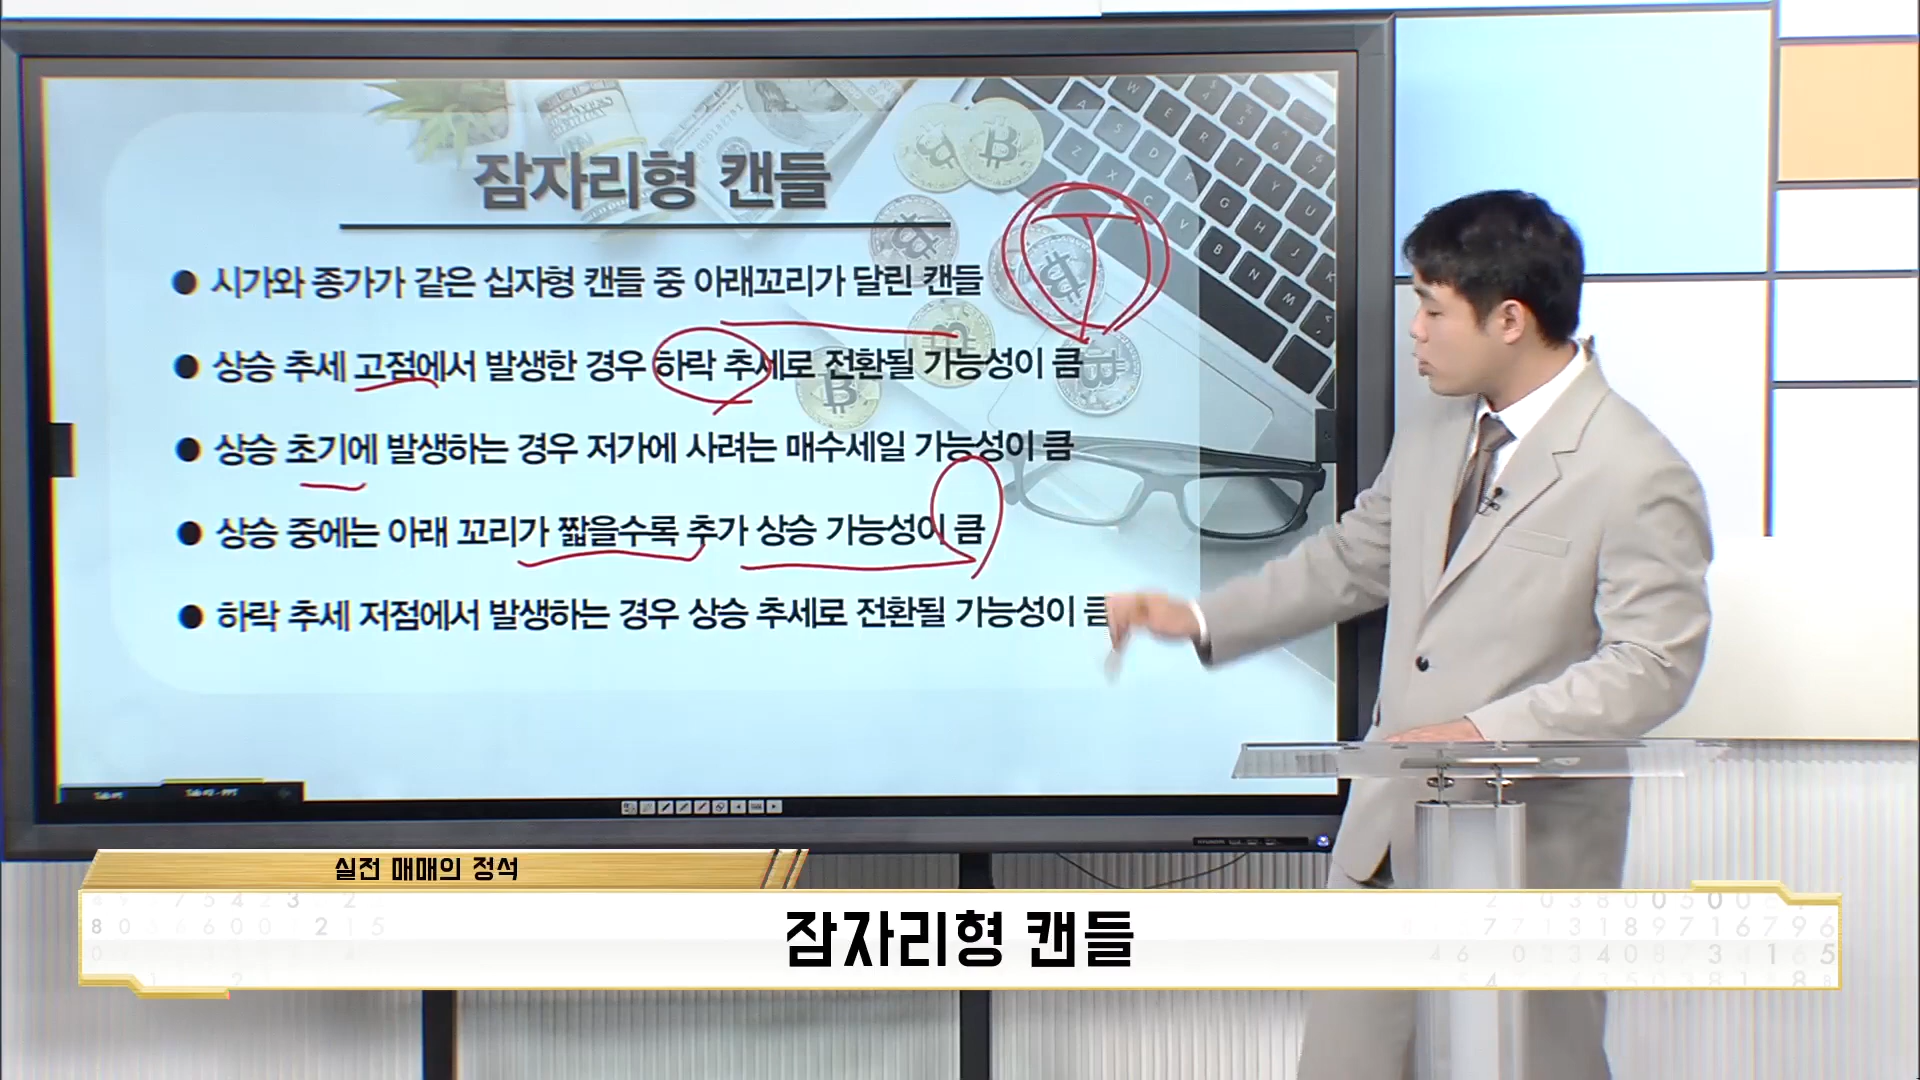 잠자리형 캔들
● 시가와 종가가 같은 십자형 캔들 중 아래꼬리가 달린 캔들
● 상승 추세 고점에서 발생한 경우 하락 추세로 전환될 가능성이 큼
● 상승 초기에 발생하는 경우 저가에 사려는 매수세일 가능성이 큼
● 상승 중에는 아래 꼬리가 짧을수록 추가 상승 가능성이 큼
● 하락 추세 저점에서 발생하는 경우 상승 추세로 전환될 가능성이 큼
실전 매매의 정석
잠자리형 캔들